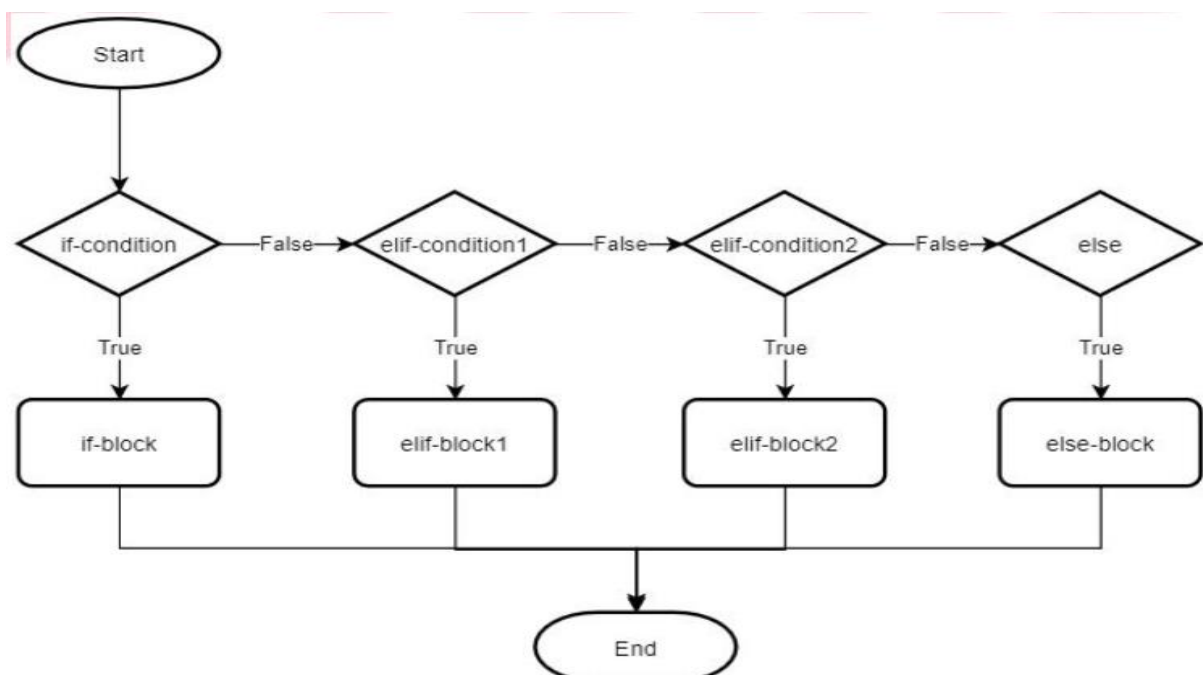 Start
if-condition False elif-condition1 False elif-condition2 False else
True True True True
if-block elif-block1 elif-block2 else-block
End